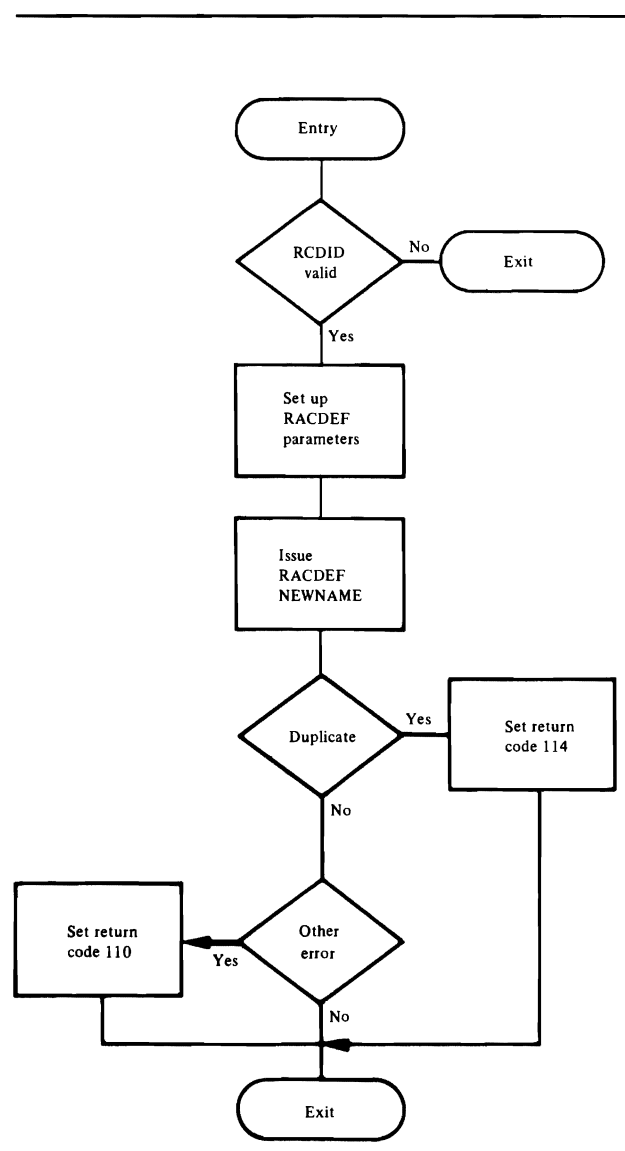 Entry
RCDID
valid
No
Exit
Yes
Set up
RACDEF
parameters
Issue
RACDEF
NEWNAME
Duplicate
Yes
Set return
code 114
No
Set return
code 110
Yes
Other
error
No
Exit